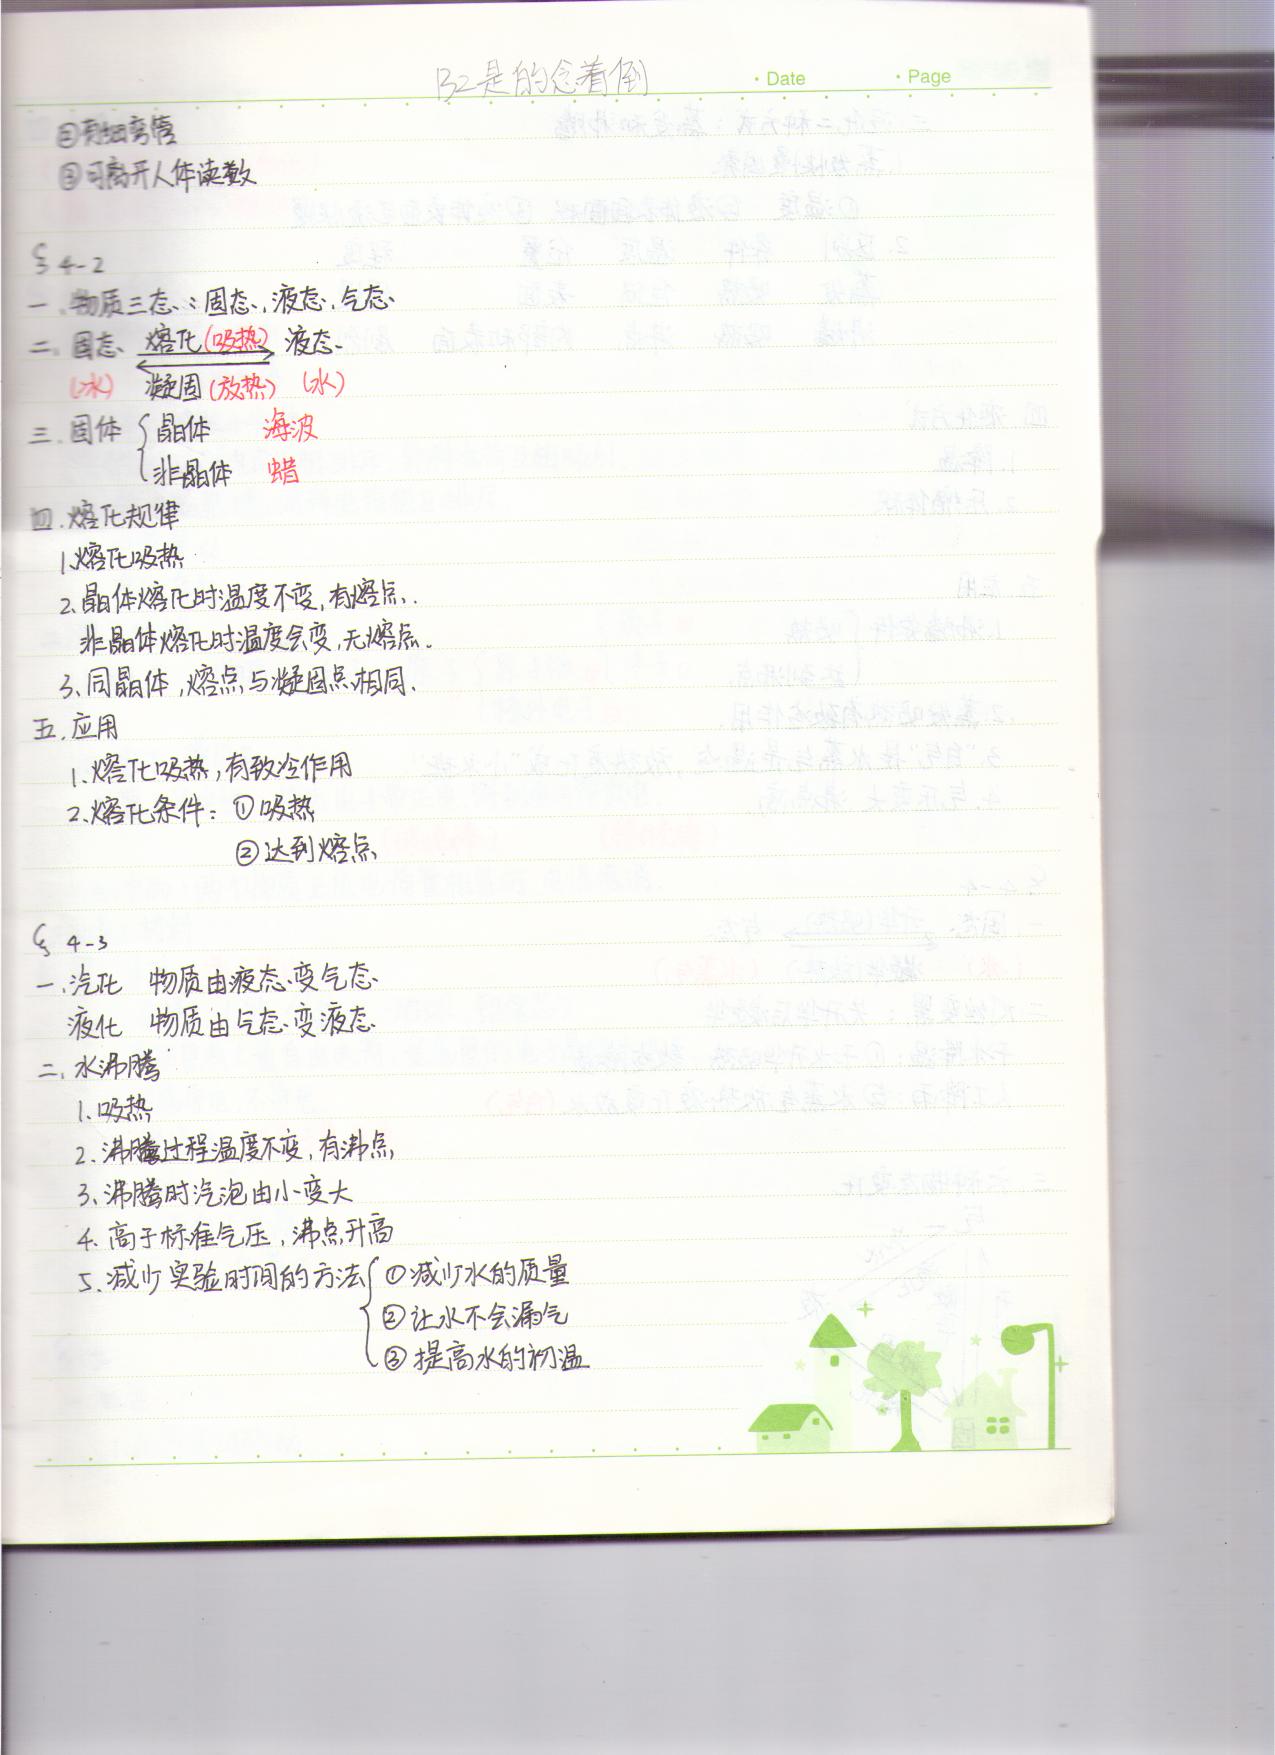 B2是的念着倒
· Date · Page
②有细弯管
③可离开人体读数
§ 4-2
一、物质三态：固态、液态、气态
二、固态 熔化(吸热) 液态
(冰) 凝固(放热) (水)
三、固体 { 晶体 海波
非晶体 蜡
四、熔化规律
1、熔化吸热
2、晶体熔化时温度不变，有熔点.
非晶体熔化时温度会变，无熔点.
3、同晶体，熔点与凝固点相同.
五、应用
1、熔化吸热，有致冷作用
2、熔化条件：①吸热
②达到熔点
§ 4-3
一、汽化 物质由液态变气态
液化 物质由气态变液态
二、水沸腾
1、吸热
2、沸腾过程温度不变，有沸点
3、沸腾时汽泡由小变大
4、高于标准气压，沸点升高
5、减少实验时间的方法 { ①减少水的质量
②让水不会漏气
③提高水的初温